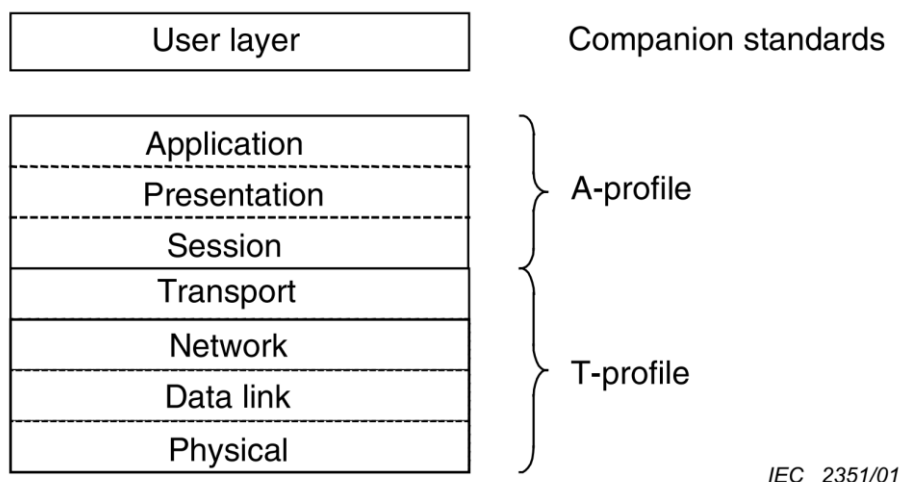 User layer
Companion standards
Application
Presentation
A-profile
Session
Transport
Network
T-profile
Data link
Physical
IEC 2351/01